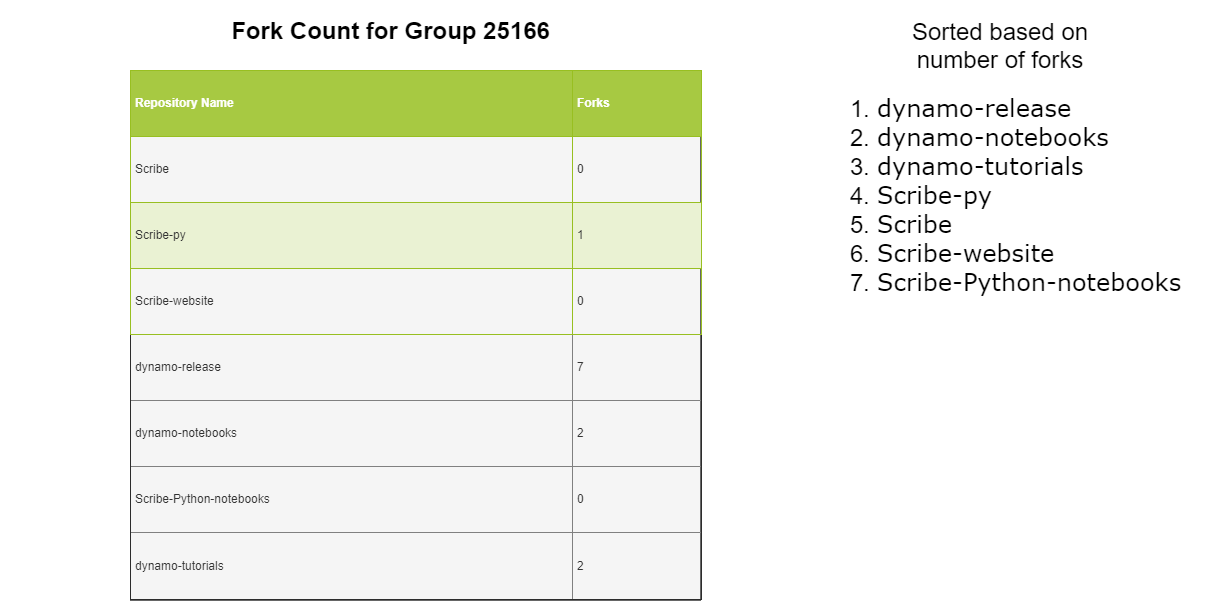 Fork Count for Group 25166
Repository Name Forks
Scribe 0
Scribe-py 1
Scribe-website 0
dynamo-release 7
dynamo-notebooks 2
Scribe-Python-notebooks 0
dynamo-tutorials 2
Sorted based on
number of forks
1. dynamo-release
2. dynamo-notebooks
3. dynamo-tutorials
4. Scribe-py
5. Scribe
6. Scribe-website
7. Scribe-Python-notebooks